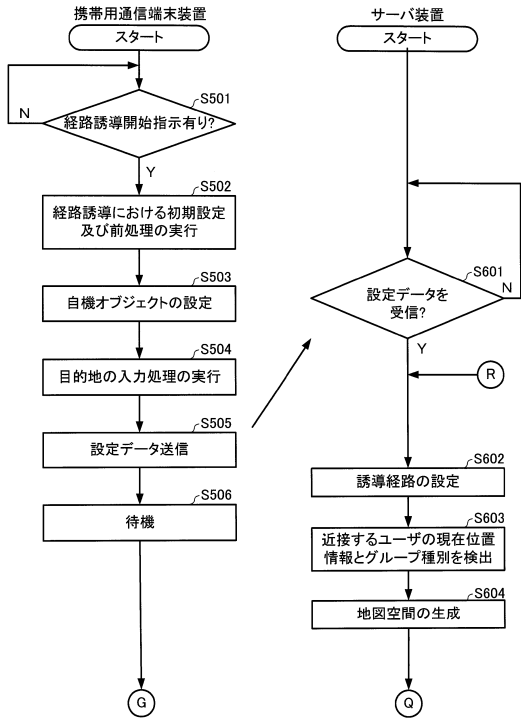 携帯用通信端末装置
スタート
N
S501
経路誘導開始指示有り?
Y
S502
経路誘導における初期設定
及び前処理の実行
S503
自機オブジェクトの設定
S504
目的地の入力処理の実行
S505
設定データ送信
S506
待機
G
サーバ装置
スタート
S601
設定データを
受信?
N
Y
R
S602
誘導経路の設定
S603
近接するユーザの現在位置
情報とグループ種別を検出
S604
地図空間の生成
Q